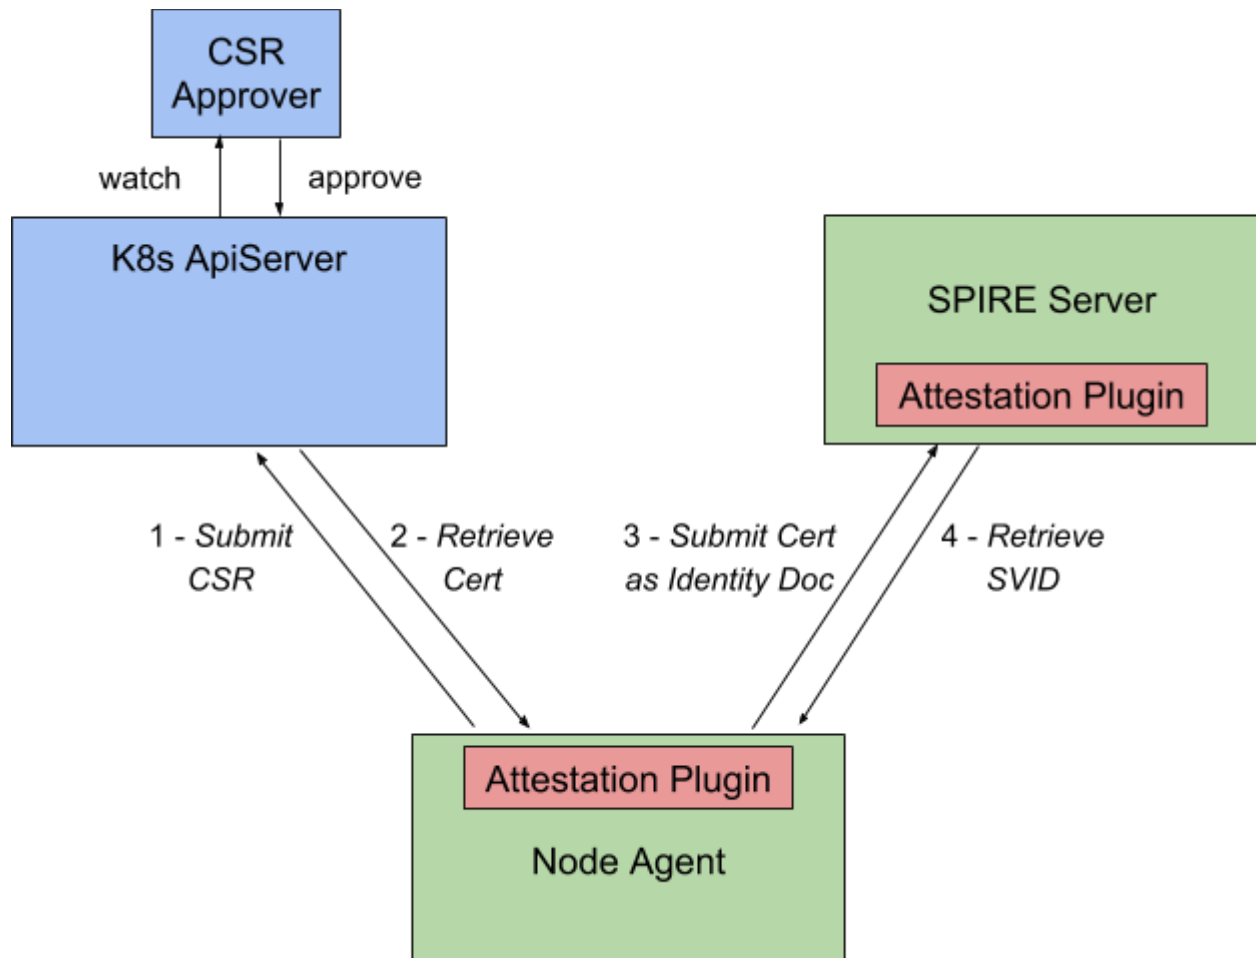 CSR
Approver
watch
approve
K8s ApiServer
SPIRE Server
Attestation Plugin
1 - Submit
CSR
2 - Retrieve
Cert
3 - Submit Cert
as Identity Doc
4 - Retrieve
SVID
Attestation Plugin
Node Agent